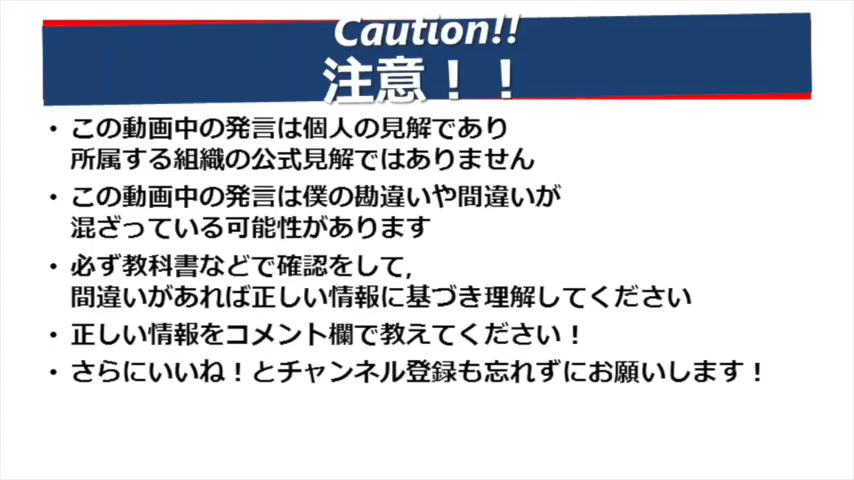 Caution!!
注意！！
・この動画中の発言は個人の見解であり
所属する組織の公式見解ではありません
・この動画中の発言は僕の勘違いや間違いが
混ざっている可能性があります
・必ず教科書などで確認をして,
間違いがあれば正しい情報に基づき理解してください
・正しい情報をコメント欄で教えてください！
・さらにいいね！とチャンネル登録も忘れずにお願いします！